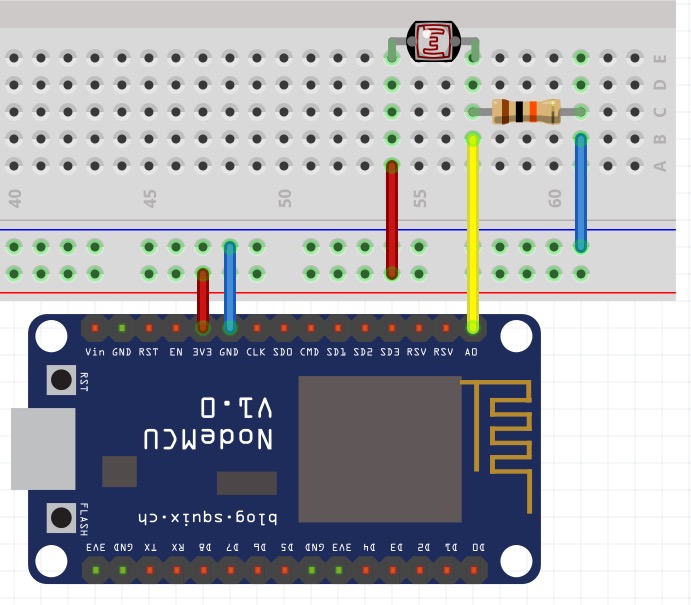 E
D
C
B
A
40 45 50 55 60
Vin GND RST EN 3V3 GND CLK SD0 CMD SD1 SD2 SD3 RSV RSV A0
RST
V1.0
NodeMCU
FLASH
blog.squix.ch
3V3 GND TX RX D8 D7 D6 D5 GND 3V3 D4 D3 D2 D1 D0